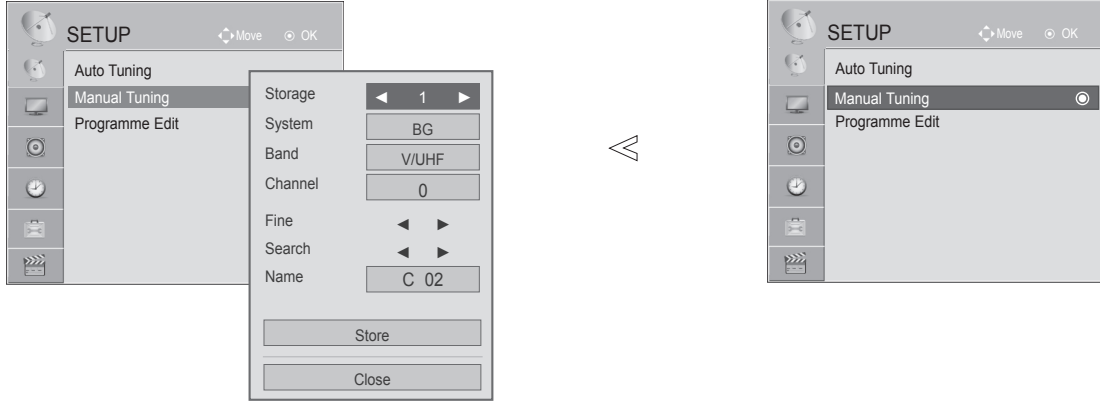 SETUP
Move OK
Auto Tuning
Manual Tuning
Programme Edit
Storage ◄ 1 ►
System BG
Band V/UHF
Channel 0
Fine ◄ ►
Search ◄ ►
Name C 02
Store
Close
SETUP
Move OK
Auto Tuning
Manual Tuning
Programme Edit